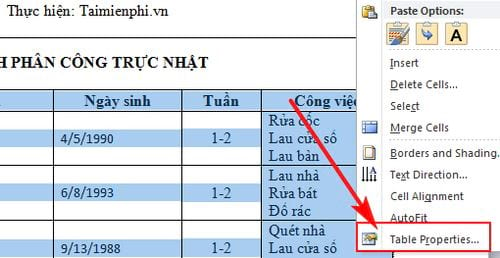 Thực hiện: Taimienphi.vn
H PHÂN CÔNG TRỰC NHẬT
Ngày sinh Tuần Công việ
4/5/1990 1-2 Rửa cốc
Lau cửa sổ
Lau bàn
6/8/1993 1-2 Lau nhà
Rửa bát
Đổ rác
9/13/1988 1-2 Quét nhà
Lau cửa sổ
Paste Options:
A
Insert
Delete Cells...
Select
Merge Cells
Borders and Shading.
Text Direction...
Cell Alignment
AutoFit
Table Properties...